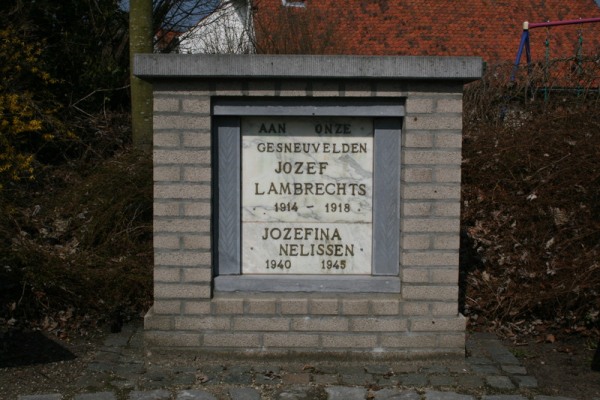 AAN ONZE
GESNEUVELDEN
JOZEF
LAMBRECHTS
1914 - 1918
JOZEFINA
NELISSEN
1940 1945